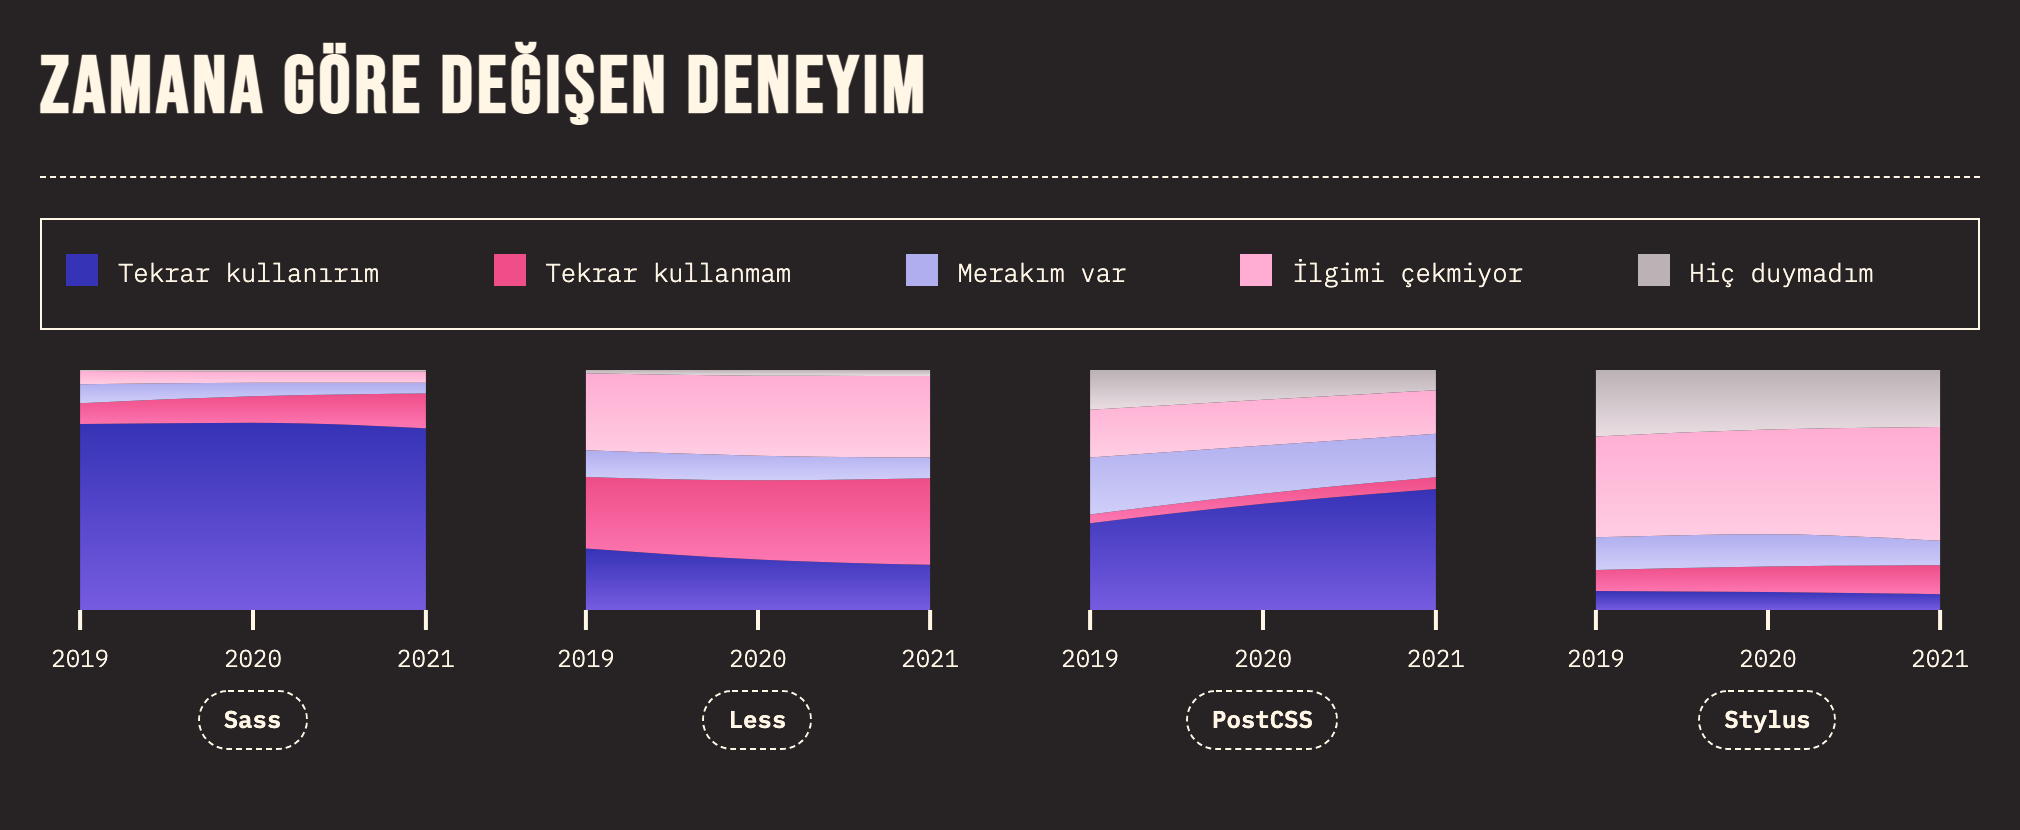 ZAMANA GÖRE DEĞIŞEN DENEYIM
Tekrar kullanırım Tekrar kullanmam Merakım var İlgimi çekmiyor Hiç duymadım
2019 2020 2021 2019 2020 2021 2019 2020 2021 2019 2020 2021
Sass Less PostCSS Stylus